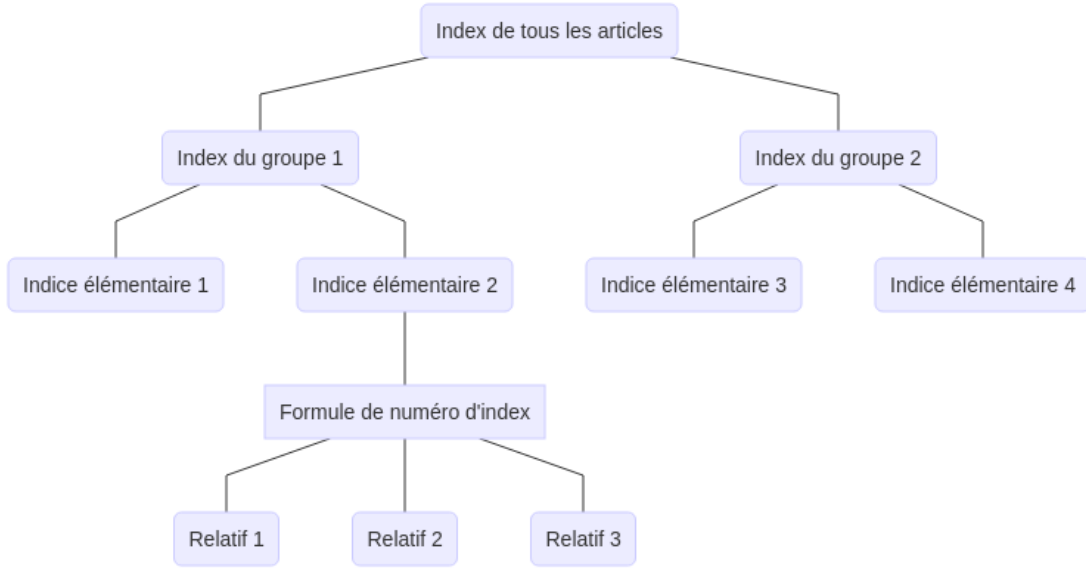 Index de tous les articles
Index du groupe 1
Index du groupe 2
Indice élémentaire 1
Indice élémentaire 2
Indice élémentaire 3
Indice élémentaire 4
Formule de numéro d'index
Relatif 1
Relatif 2
Relatif 3